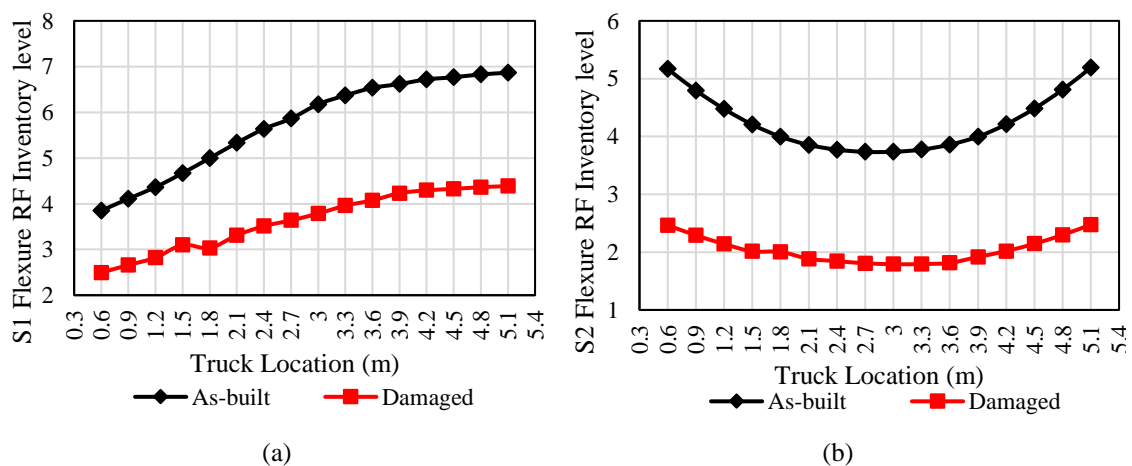 S1 Flexure RF Inventory level
8
7
6
5
4
3
2
0.3 0.6 0.9 1.2 1.5 1.8 2.1 2.4 2.7 3 3.3 3.6 3.9 4.2 4.5 4.8 5.1 5.4
Truck Location (m)
As-built Damaged
(a)
S2 Flexure RF Inventory level
6
5
4
3
2
1
0.3 0.6 0.9 1.2 1.5 1.8 2.1 2.4 2.7 3 3.3 3.6 3.9 4.2 4.5 4.8 5.1 5.4
Truck Location (m)
As-built Damaged
(b)